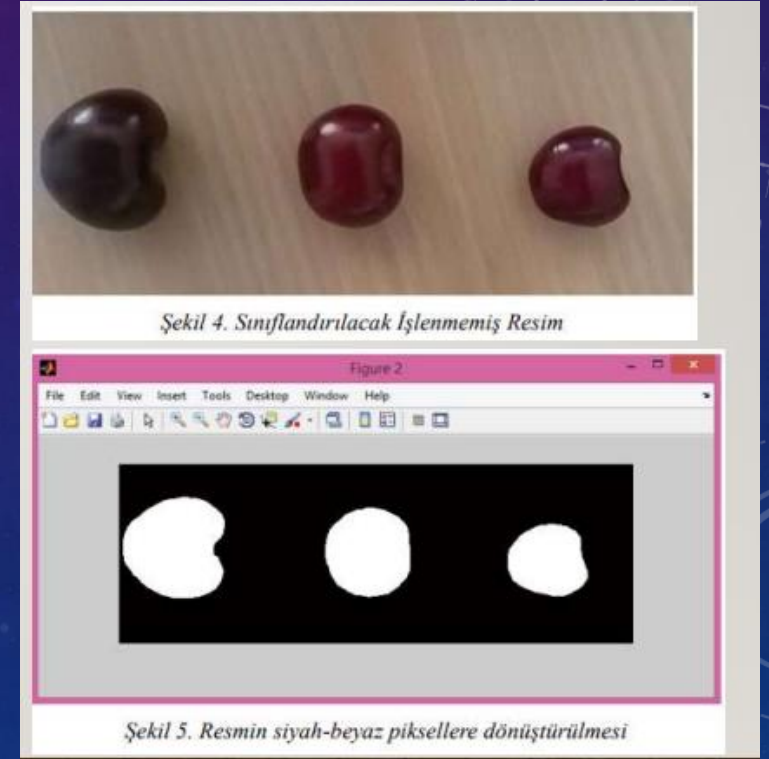 Şekil 4. Sınıflandırılacak İşlenmemiş Resim
Figure 2
File Edit View Insert Tools Desktop Window Help
Şekil 5. Resmin siyah-beyaz piksellere dönüştürülmesi